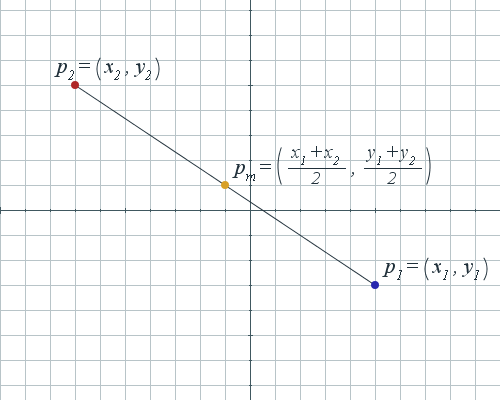 p₂ = (x₂, y₂)
pₘ = ( (x₁ + x₂)/2 , (y₁ + y₂)/2 )
p₁ = (x₁, y₁)